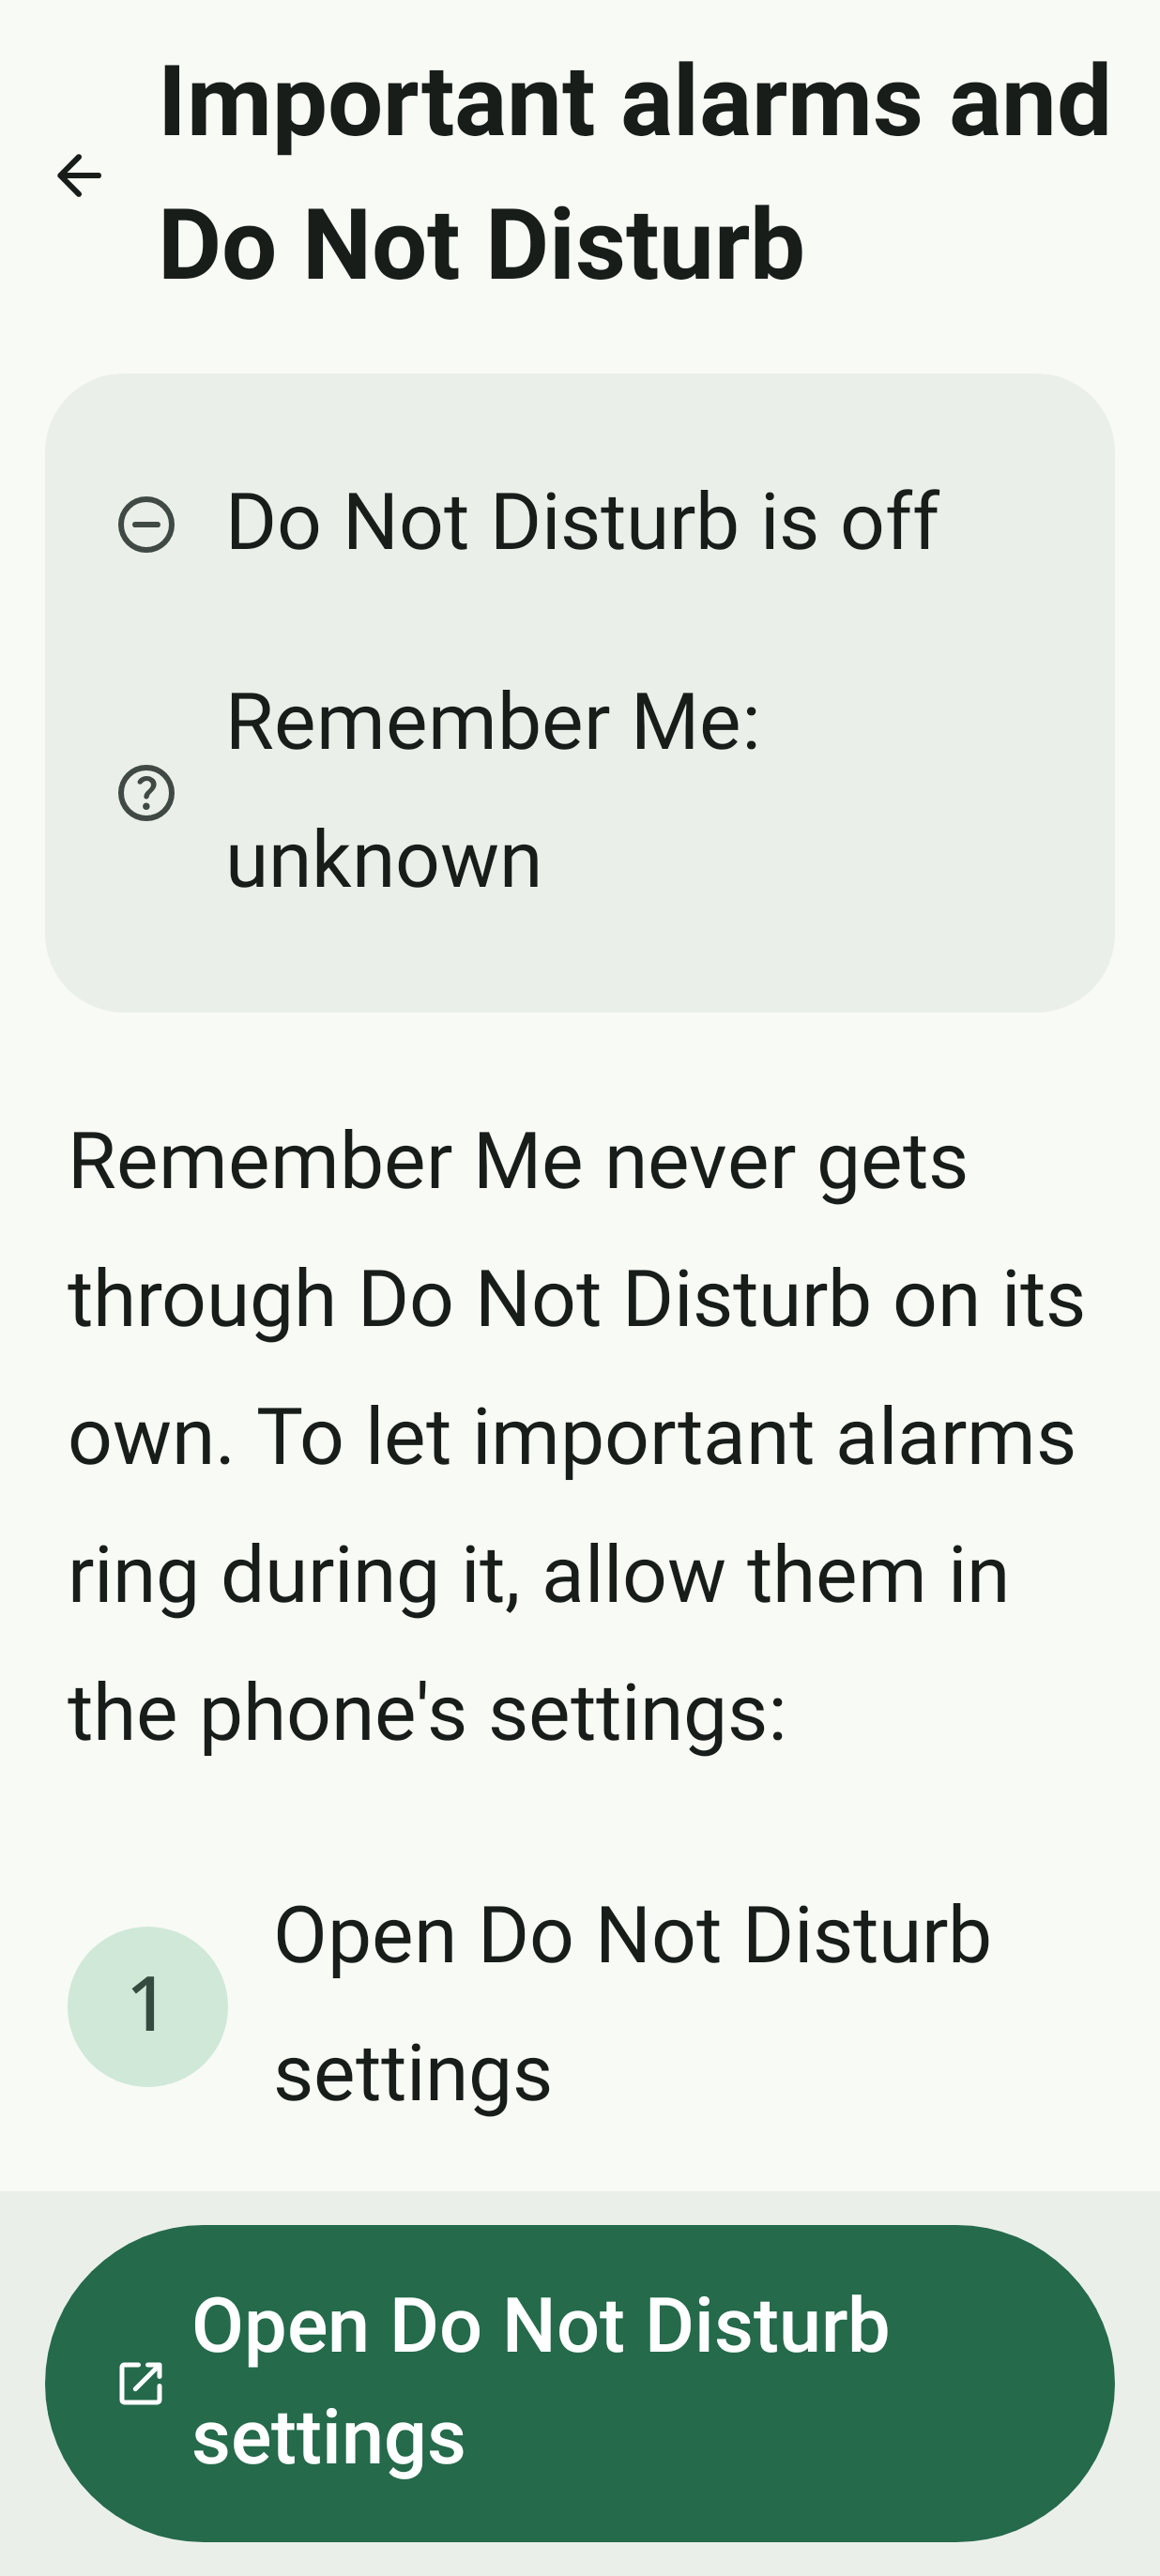 Important alarms and
Do Not Disturb
Do Not Disturb is off
Remember Me:
unknown
Remember Me never gets
through Do Not Disturb on its
own. To let important alarms
ring during it, allow them in
the phone's settings:
1
Open Do Not Disturb
settings
Open Do Not Disturb
settings